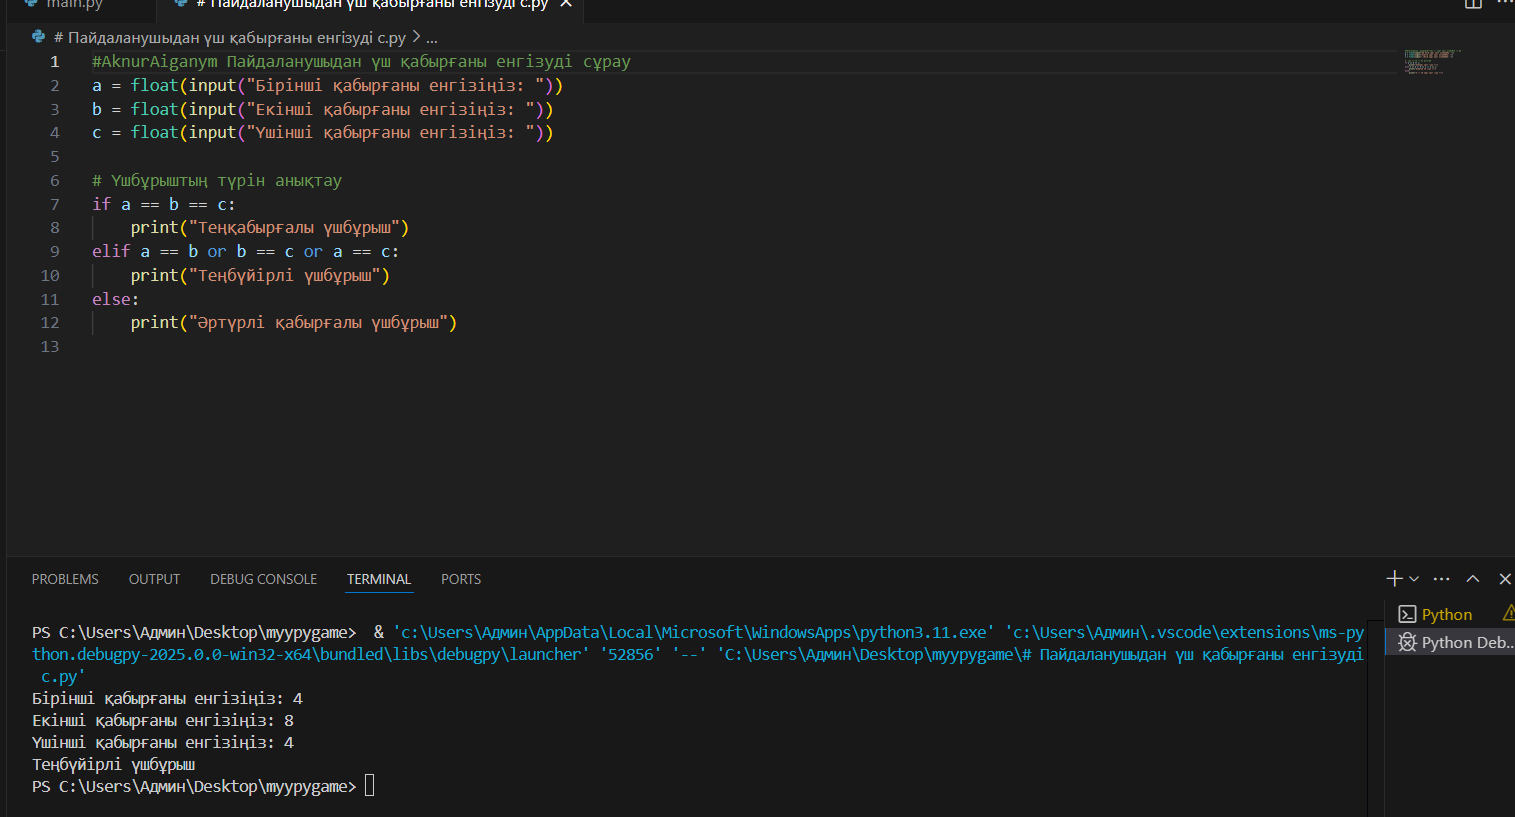 main.py
# Пайдаланушыдан үш қабырғаны енгізуді с.py
# Пайдаланушыдан үш қабырғаны енгізуді с.py > ...
1 #AknurAiganym Пайдаланушыдан үш қабырғаны енгізуді сұрау
2 a = float(input("Бірінші қабырғаны енгізіңіз: "))
3 b = float(input("Екінші қабырғаны енгізіңіз: "))
4 c = float(input("Үшінші қабырғаны енгізіңіз: "))
5
6 # Үшбұрыштың түрін анықтау
7 if a == b == c:
8     print("Теңқабырғалы үшбұрыш")
9 elif a == b or b == c or a == c:
10     print("Теңбүйірлі үшбұрыш")
11 else:
12     print("Әртүрлі қабырғалы үшбұрыш")
13
PROBLEMS OUTPUT DEBUG CONSOLE TERMINAL PORTS
PS C:\Users\Админ\Desktop\myypygame>  & 'c:\Users\Админ\AppData\Local\Microsoft\WindowsApps\python3.11.exe' 'c:\Users\Админ\.vscode\extensions\ms-py
thon.debugpy-2025.0.0-win32-x64\bundled\libs\debugpy\launcher' '52856' '--' 'C:\Users\Админ\Desktop\myypygame\# Пайдаланушыдан үш қабырғаны енгізуді
 с.py'
Бірінші қабырғаны енгізіңіз: 4
Екінші қабырғаны енгізіңіз: 8
Үшінші қабырғаны енгізіңіз: 4
Теңбүйірлі үшбұрыш
PS C:\Users\Админ\Desktop\myypygame>
Python
Python Deb...